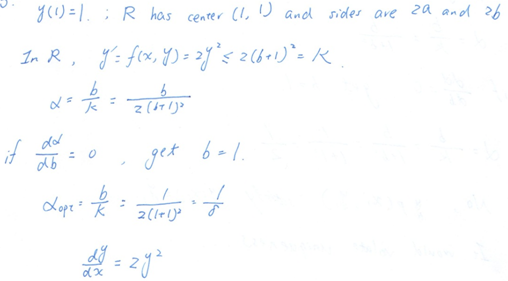 y(1)=1. ; R has center (1, 1) and sides are 2a and 2b
In R, y' = f(x, y) = 2y² ≤ 2(b+1)² = K.
α = b/k = b/2(b+1)²
if dα/db = 0, get b = 1.
αopt = b/k = 1/2(1+1)² = 1/8
dy/dx = 2y²